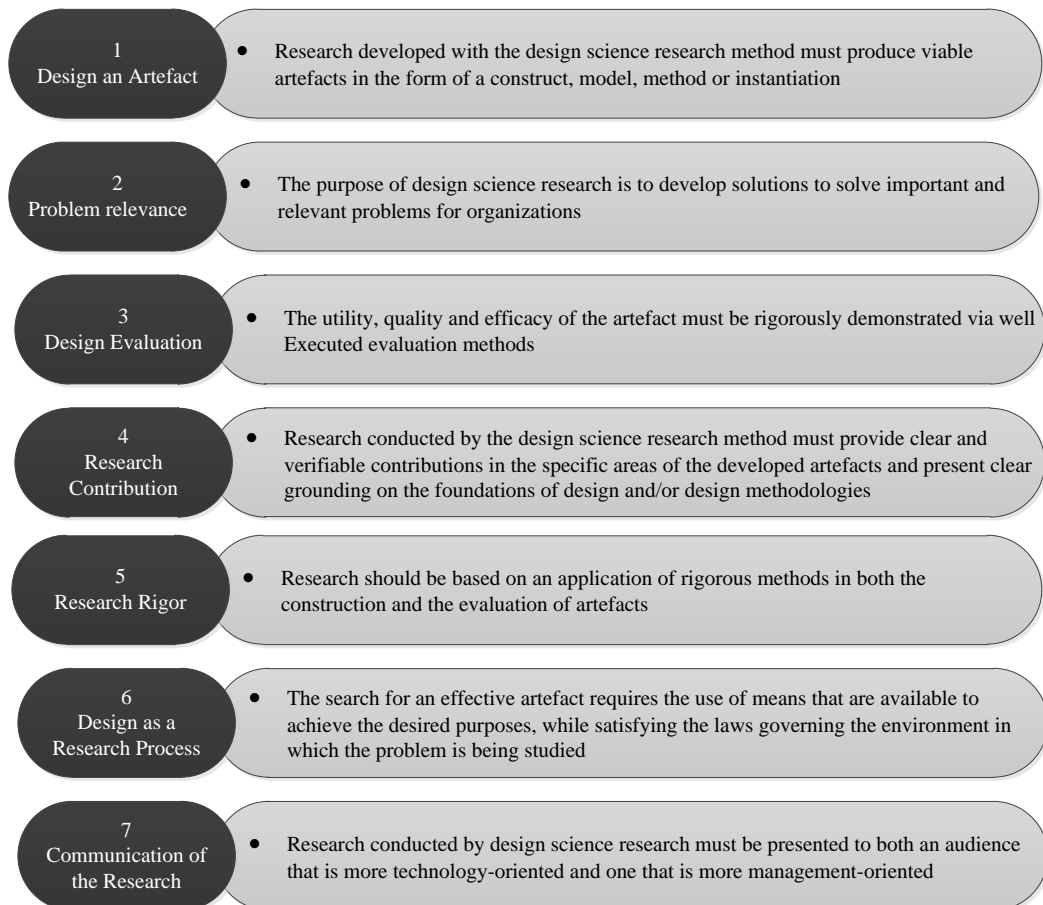 1
Design an Artefact
• Research developed with the design science research method must produce viable
artefacts in the form of a construct, model, method or instantiation
2
Problem relevance
• The purpose of design science research is to develop solutions to solve important and
relevant problems for organizations
3
Design Evaluation
• The utility, quality and efficacy of the artefact must be rigorously demonstrated via well
Executed evaluation methods
4
Research
Contribution
• Research conducted by the design science research method must provide clear and
verifiable contributions in the specific areas of the developed artefacts and present clear
grounding on the foundations of design and/or design methodologies
5
Research Rigor
• Research should be based on an application of rigorous methods in both the
construction and the evaluation of artefacts
6
Design as a
Research Process
• The search for an effective artefact requires the use of means that are available to
achieve the desired purposes, while satisfying the laws governing the environment in
which the problem is being studied
7
Communication of
the Research
• Research conducted by design science research must be presented to both an audience
that is more technology-oriented and one that is more management-oriented